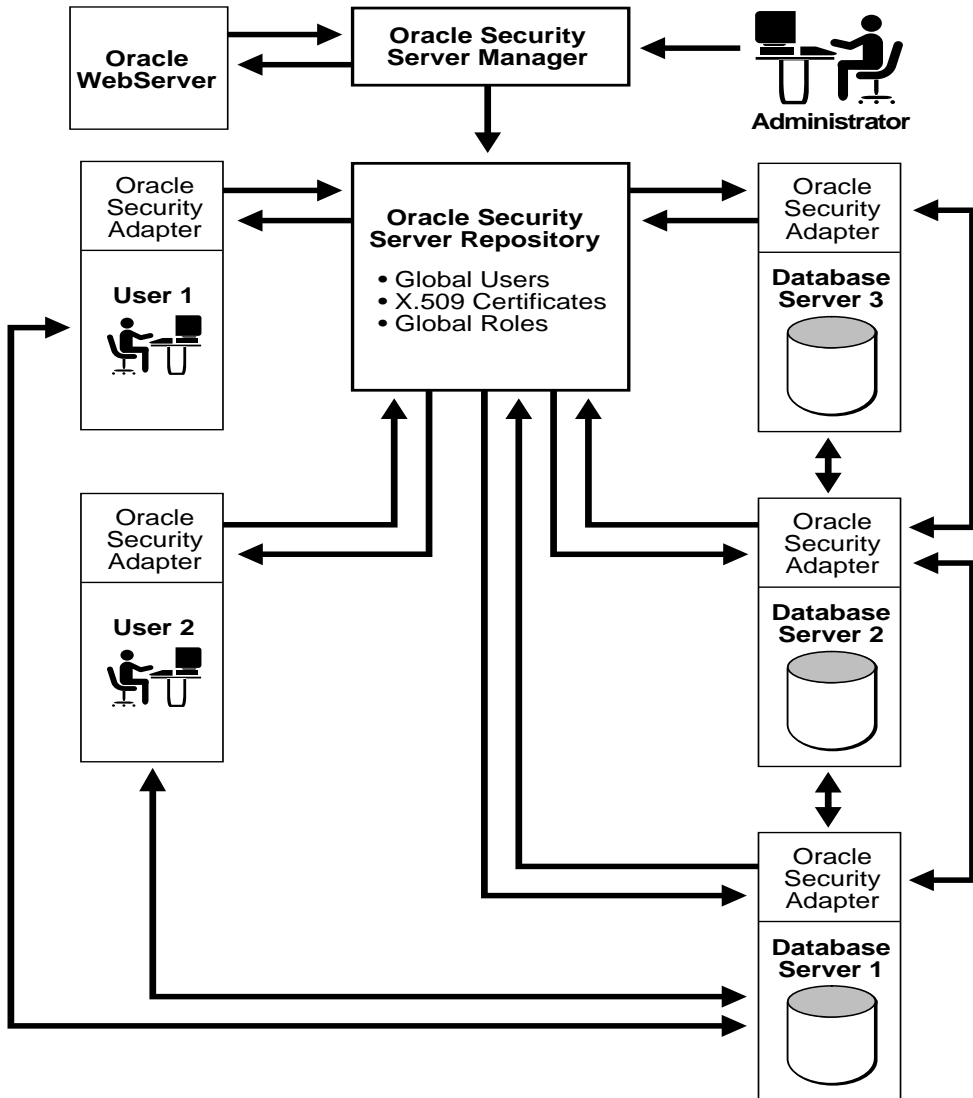 Oracle
WebServer
Oracle Security
Server Manager
Administrator
Oracle
Security
Adapter
User 1
Oracle Security
Server Repository
• Global Users
• X.509 Certificates
• Global Roles
Oracle
Security
Adapter
Database
Server 3
Oracle
Security
Adapter
User 2
Oracle
Security
Adapter
Database
Server 2
Oracle
Security
Adapter
Database
Server 1